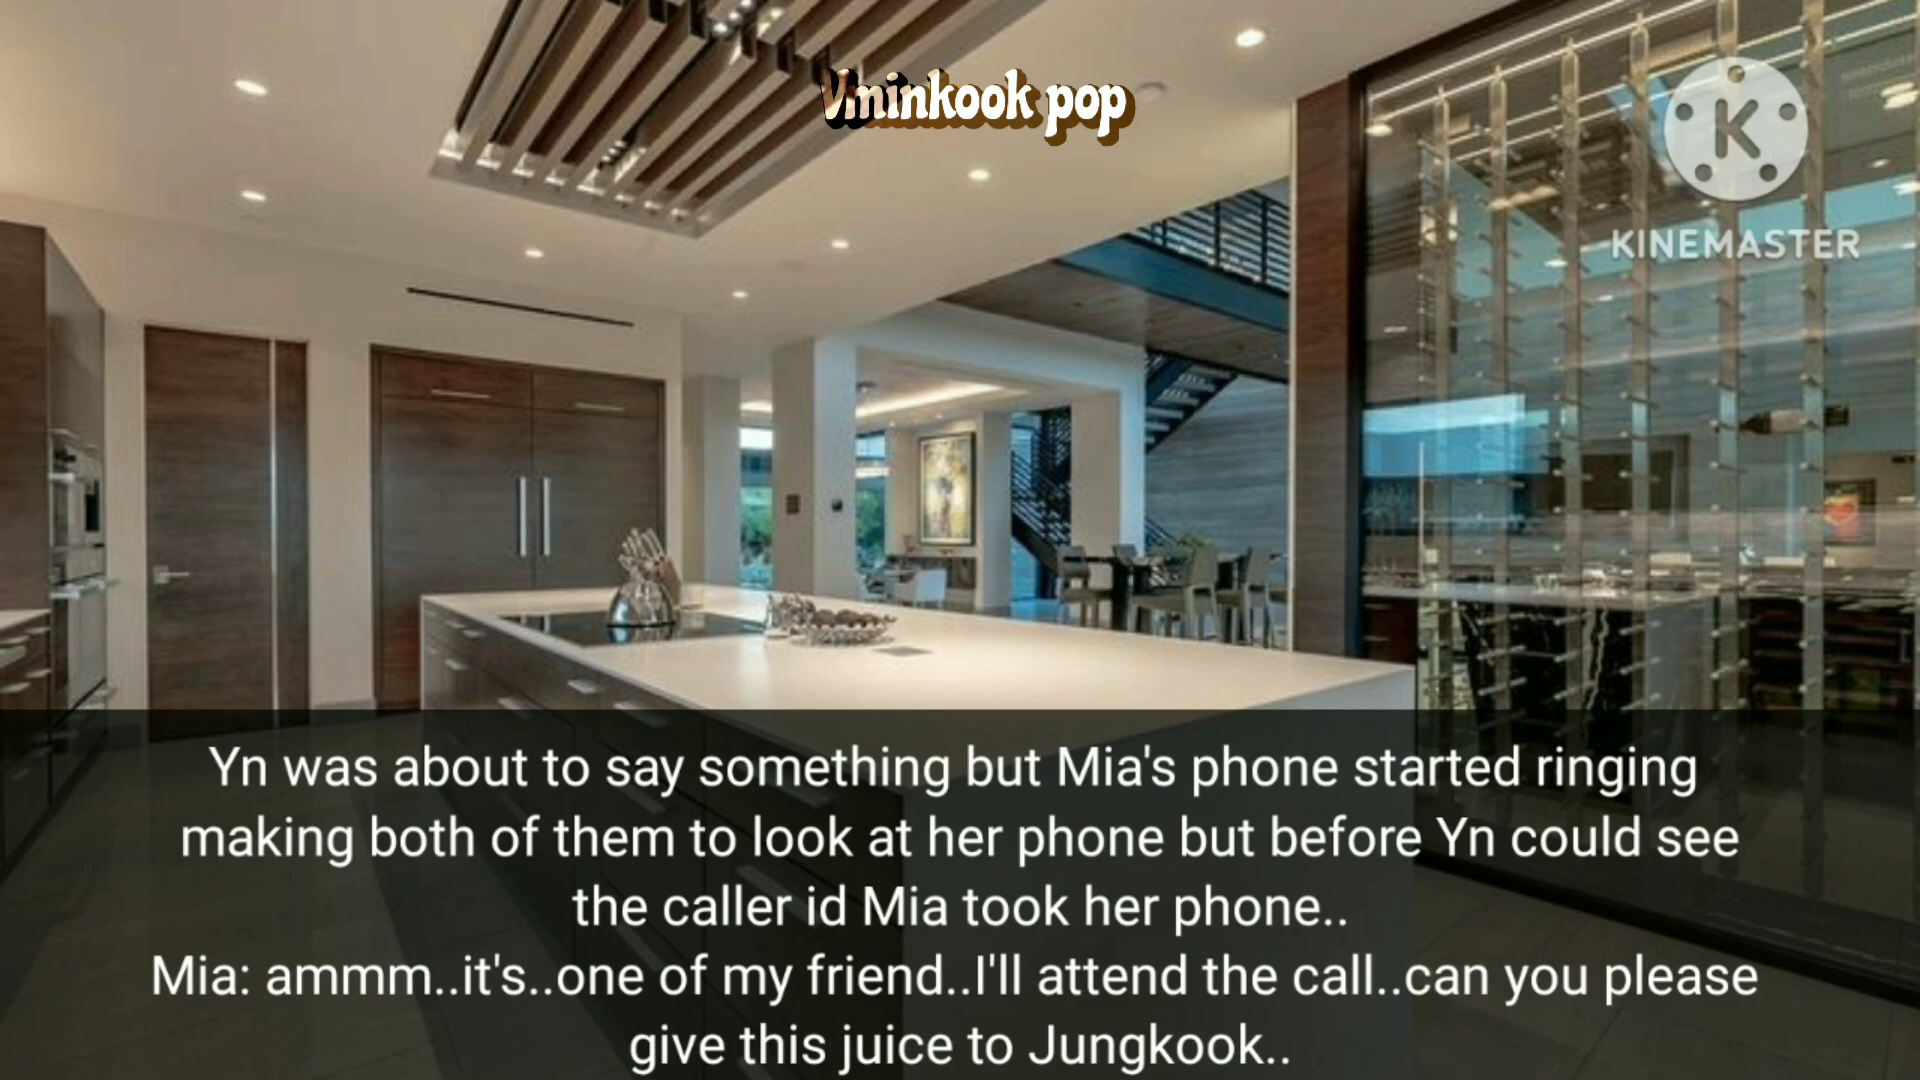 Vminkook pop
K
KINEMASTER
Yn was about to say something but Mia's phone started ringing
making both of them to look at her phone but before Yn could see
the caller id Mia took her phone..
Mia: ammm..it's..one of my friend..I'll attend the call..can you please
give this juice to Jungkook..